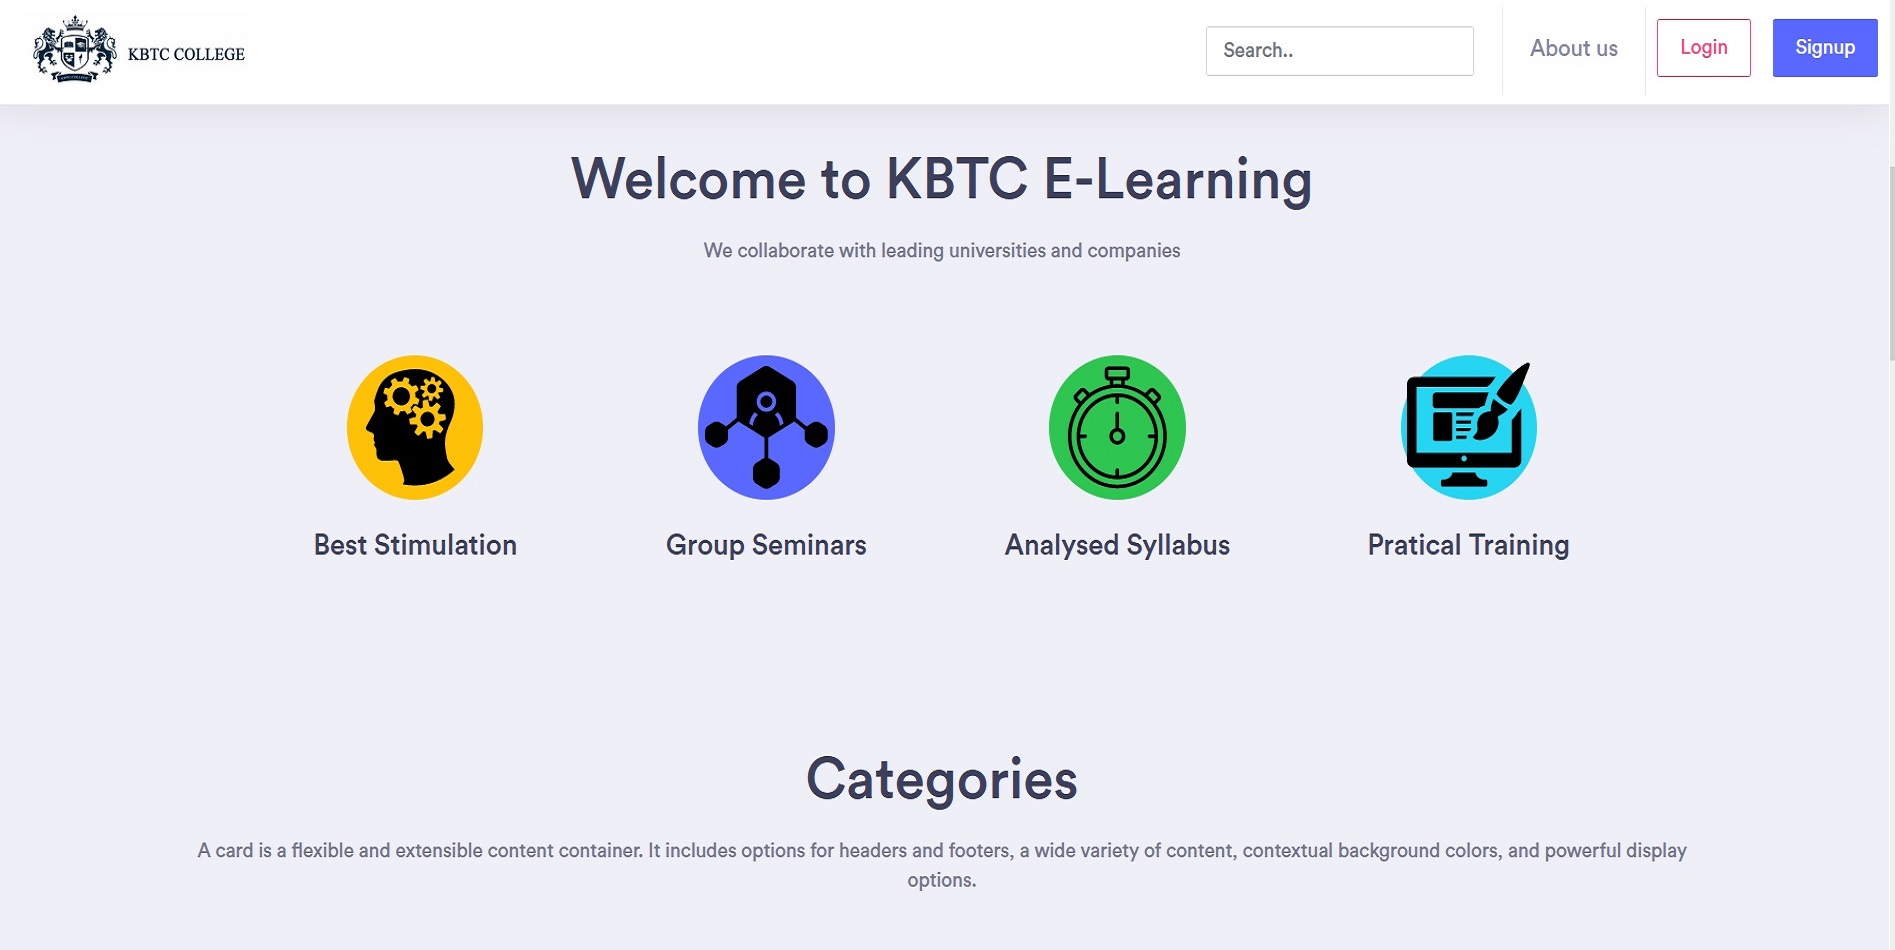 KBTC COLLEGE
Search..
About us
Login
Signup
Welcome to KBTC E-Learning
We collaborate with leading universities and companies
Best Stimulation
Group Seminars
Analysed Syllabus
Pratical Training
Categories
A card is a flexible and extensible content container. It includes options for headers and footers, a wide variety of content, contextual background colors, and powerful display
options.